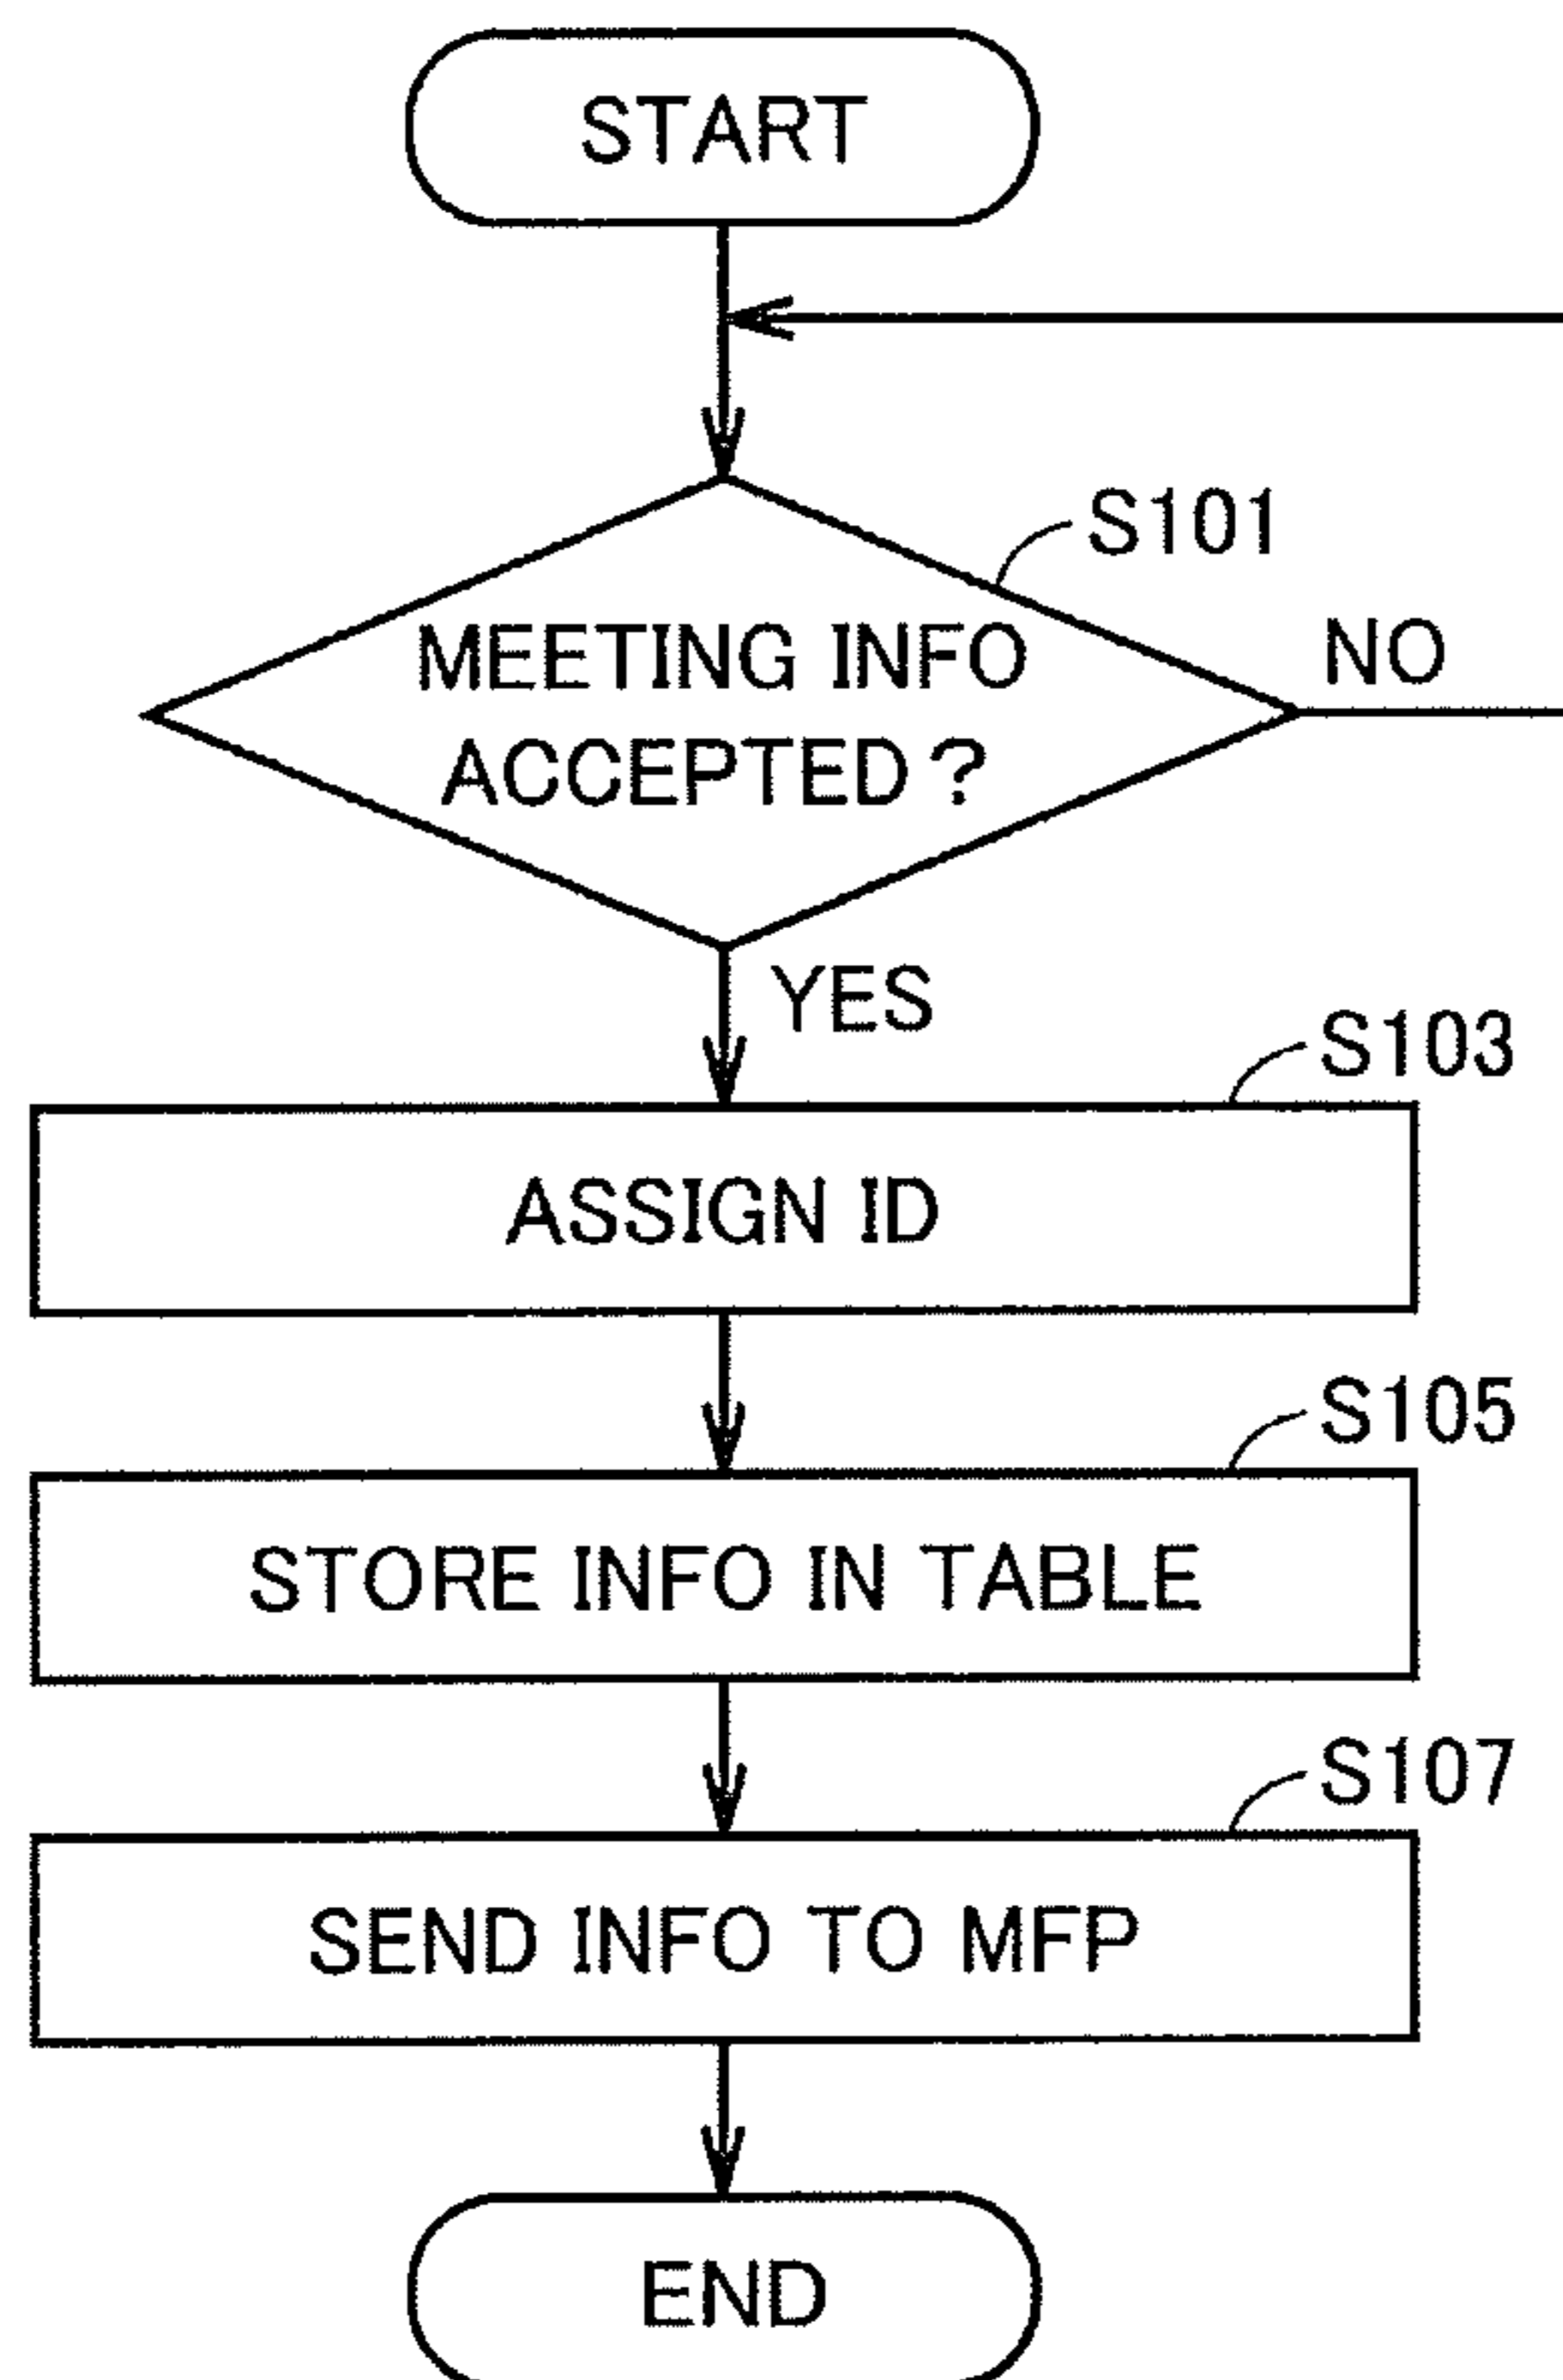 START
S101
MEETING INFO
ACCEPTED?
NO
YES
S103
ASSIGN ID
S105
STORE INFO IN TABLE
S107
SEND INFO TO MFP
END